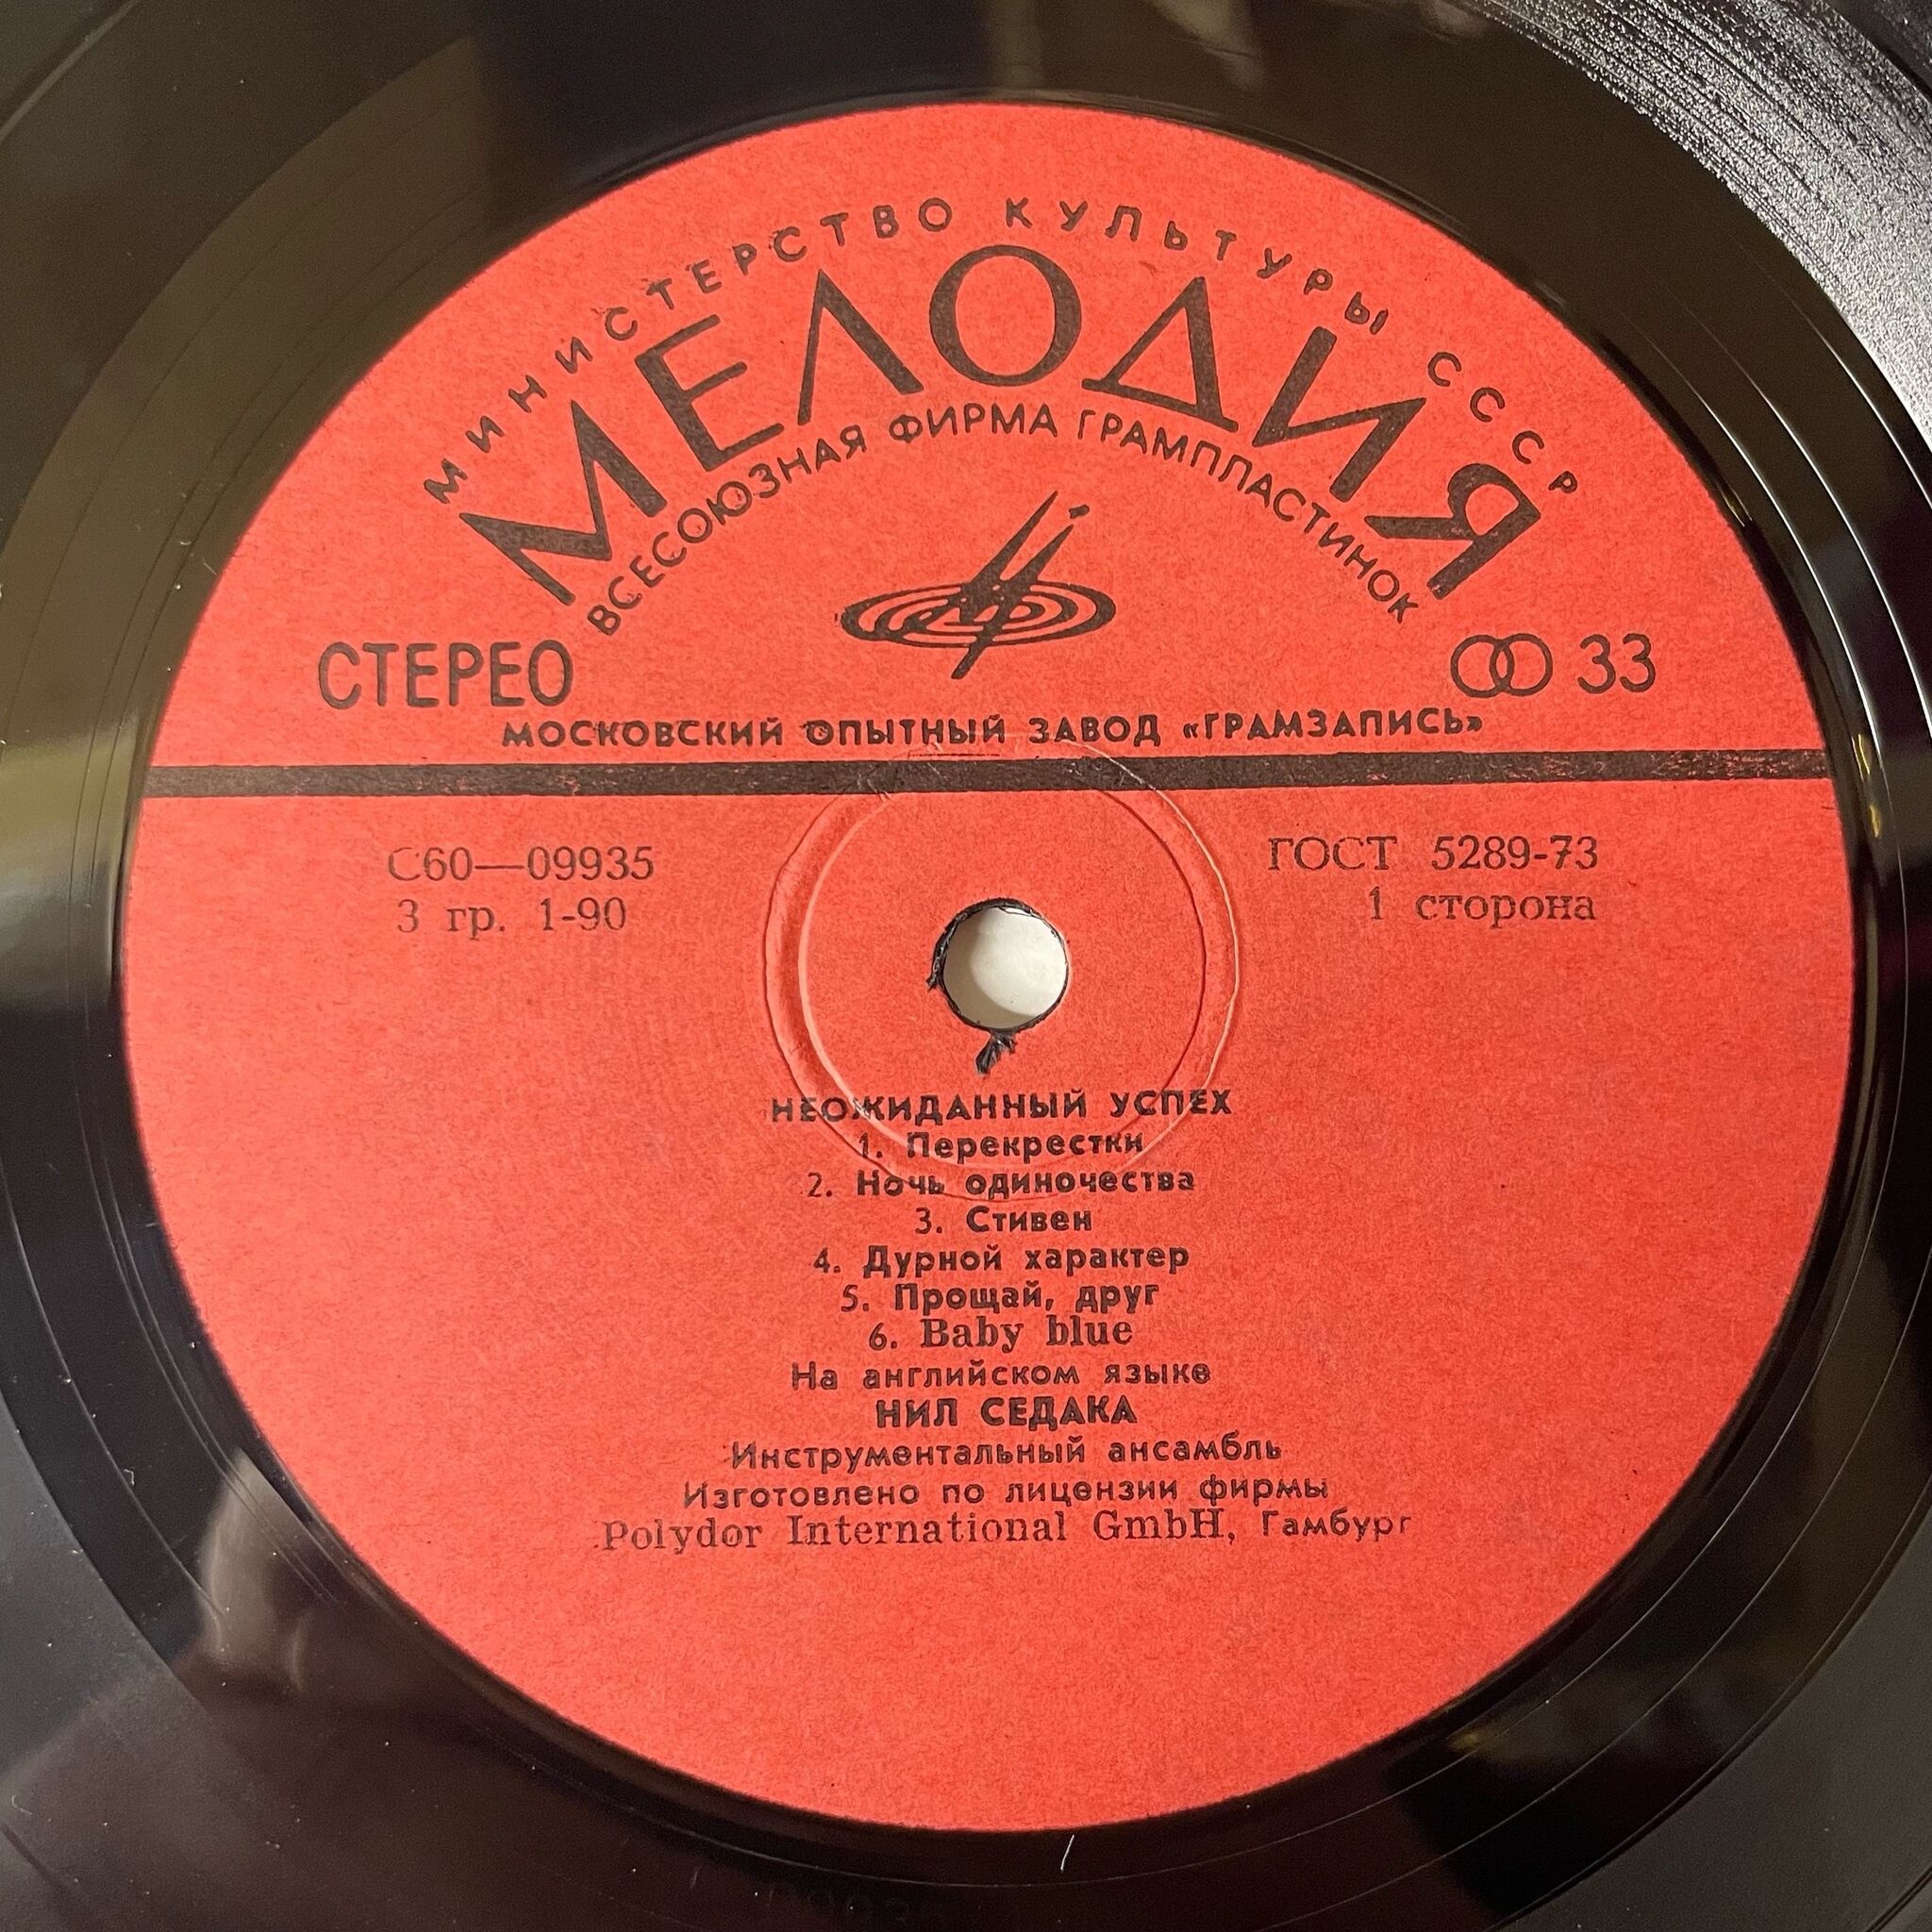 МИНИСТЕРСТВО КУЛЬТУРЫ СССР
МЕЛОДИЯ
ВСЕСОЮЗНАЯ ФИРМА ГРАМПЛАСТИНОК
СТЕРЕО
33
МОСКОВСКИЙ ОПЫТНЫЙ ЗАВОД «ГРАМЗАПИСЬ»
С60—09935
ГОСТ 5289-73
3 гр. 1-90
1 сторона
НЕОЖИДАННЫЙ УСПЕХ
1. Перекрестки
2. Ночь одиночества
3. Стивен
4. Дурной характер
5. Прощай, друг
6. Baby blue
На английском языке
НИЛ СЕДАКА
Инструментальный ансамбль
Изготовлено по лицензии фирмы
Polydor International GmbH, Гамбург